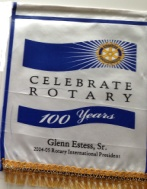 CELEBRATE
ROTARY
100 Years
Glenn Estess, Sr.
2004-05 Rotary International President